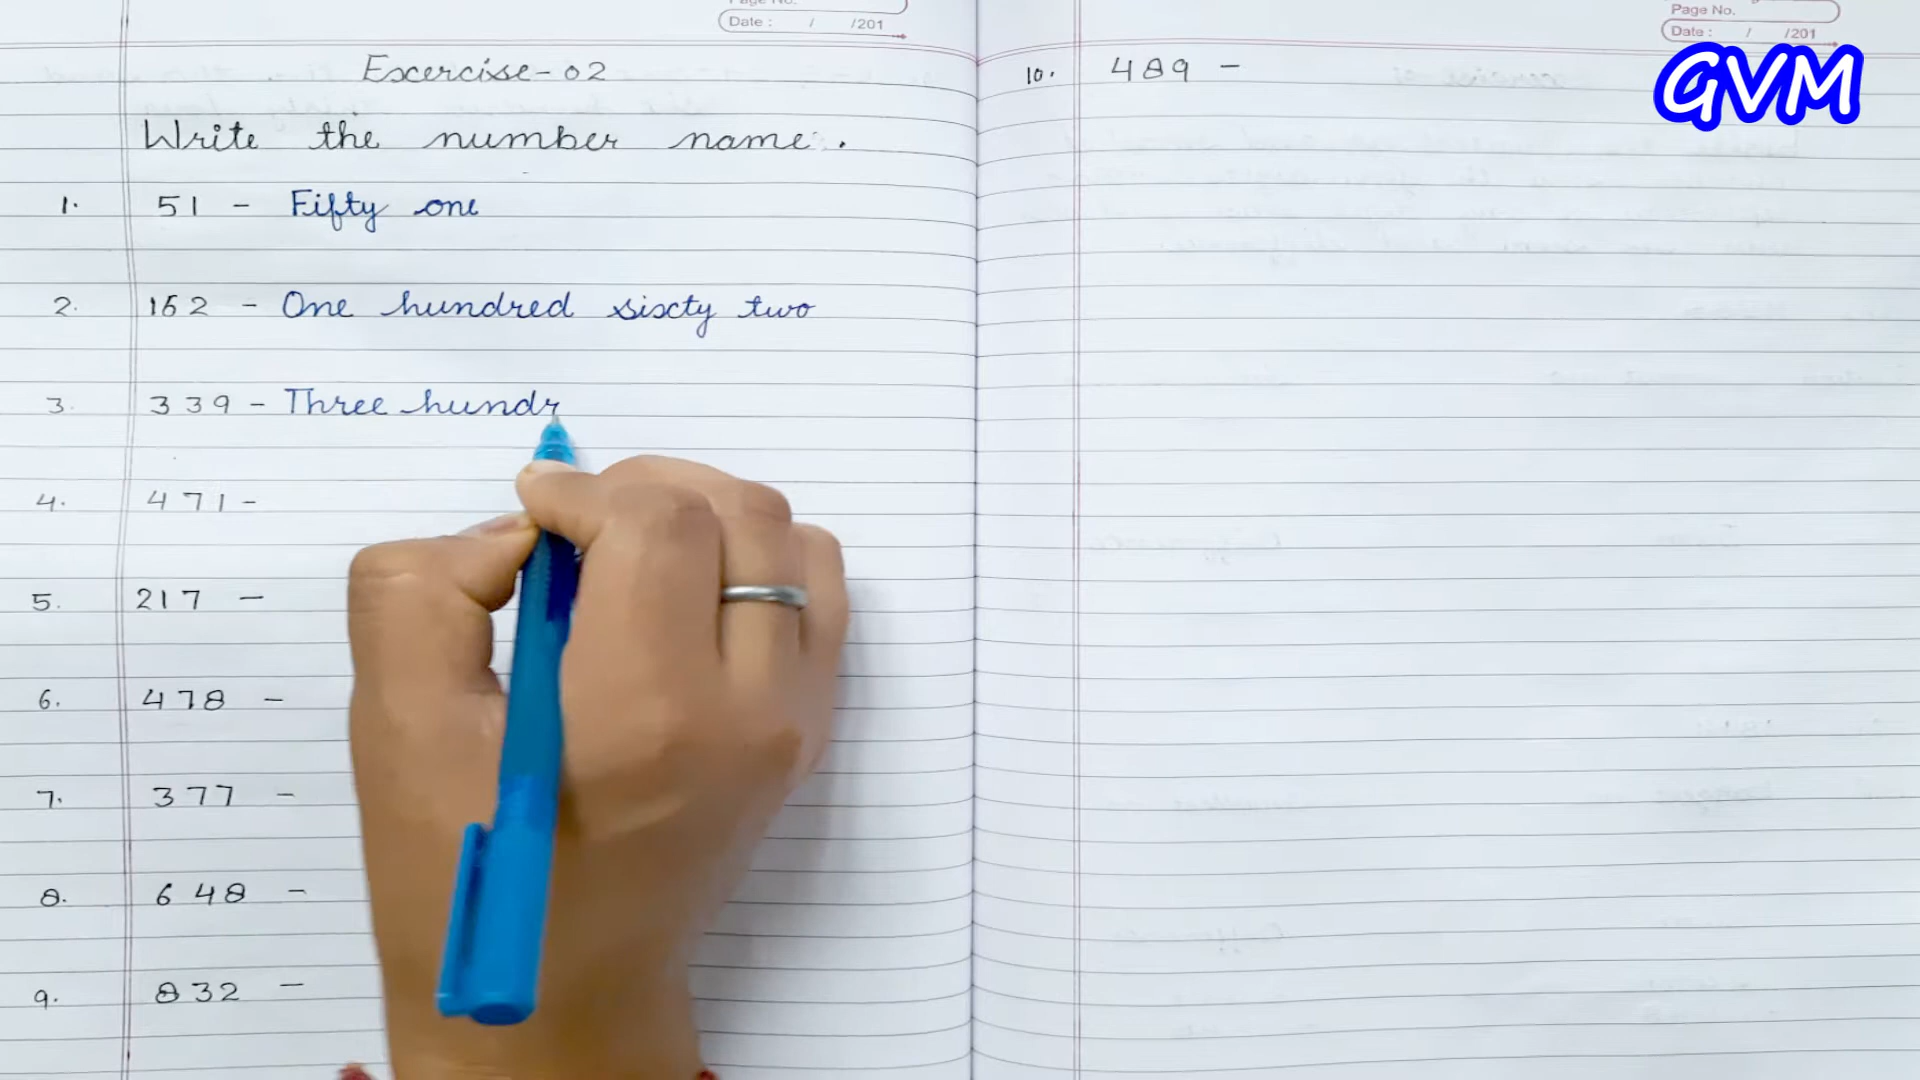 Page No.
Date : / /201
Excercise-02
Write the number name.
1. 51 - Fifty one
2. 162 - One hundred sixty two
3. 339 - Three hundr
4. 471 -
5. 217 -
6. 478 -
7. 377 -
8. 648 -
9. 832 -
Page No.
Date : / /201
10. 489 -
GVM